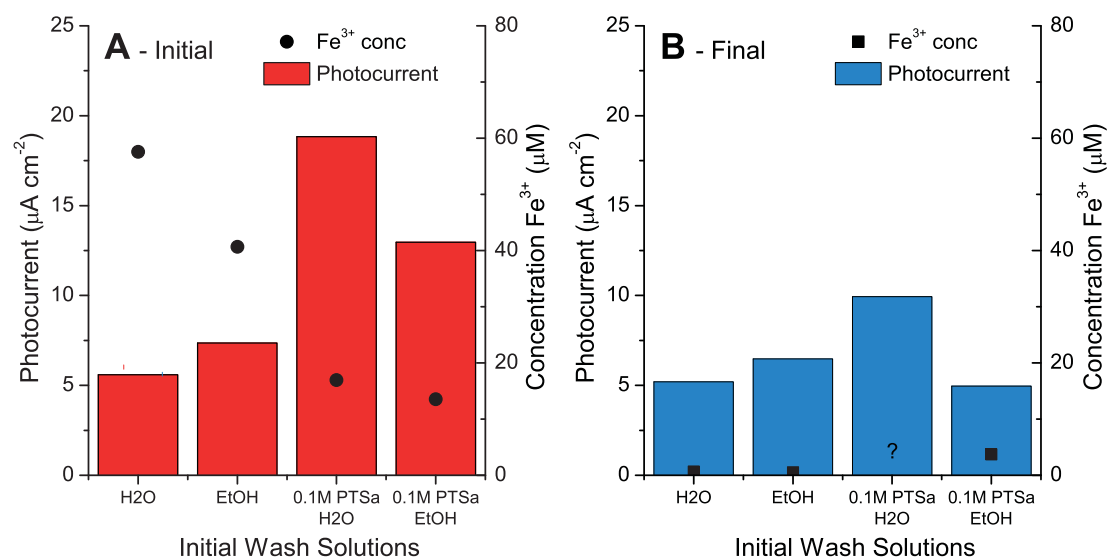 A - Initial
Fe³⁺ conc
Photocurrent
25
20
15
10
5
0
80
60
40
20
0
Photocurrent (μA cm⁻²)
Concentration Fe³⁺ (μM)
H2O
EtOH
0.1M PTSa
H2O
0.1M PTSa
EtOH
Initial Wash Solutions
B - Final
Fe³⁺ conc
Photocurrent
25
20
15
10
5
0
80
60
40
20
0
Photocurrent (μA cm⁻²)
Concentration Fe³⁺ (μM)
?
H2O
EtOH
0.1M PTSa
H2O
0.1M PTSa
EtOH
Initial Wash Solutions